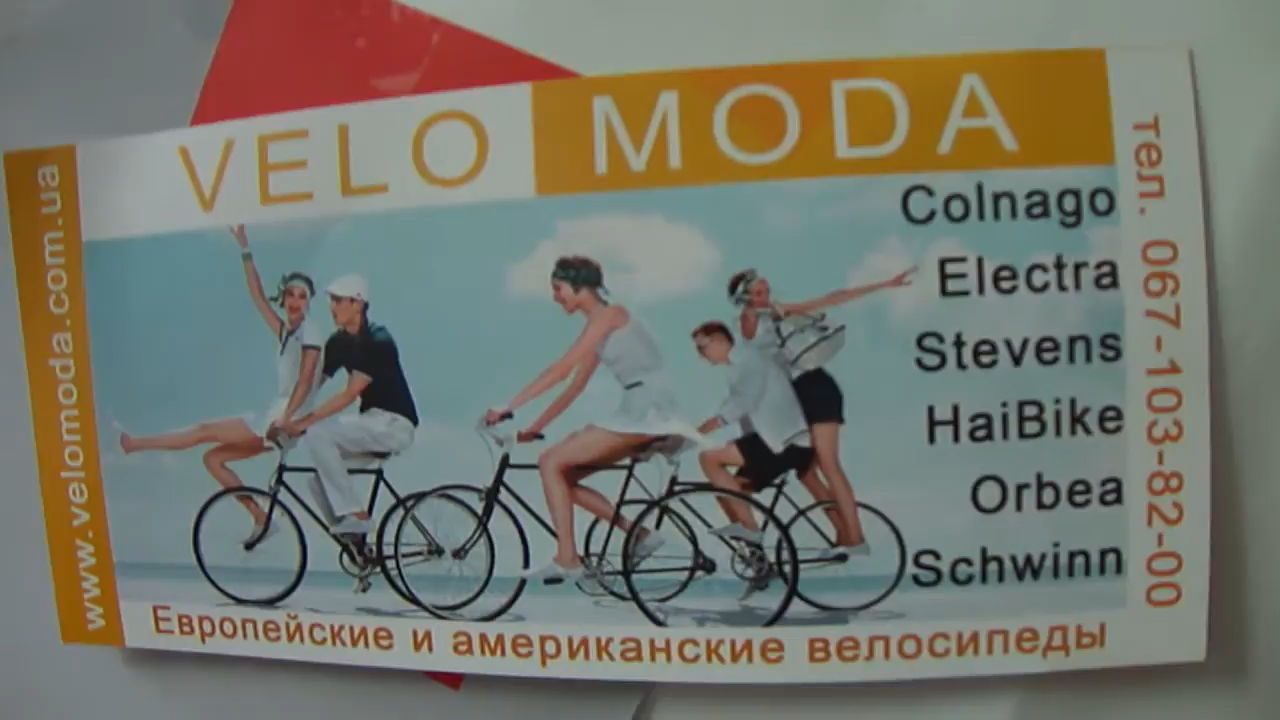 VELO MODA
www.velomoda.com.ua
Colnago
Electra
Stevens
HaiBike
Orbea
Schwinn
тел. 067-103-82-00
Европейские и американские велосипеды